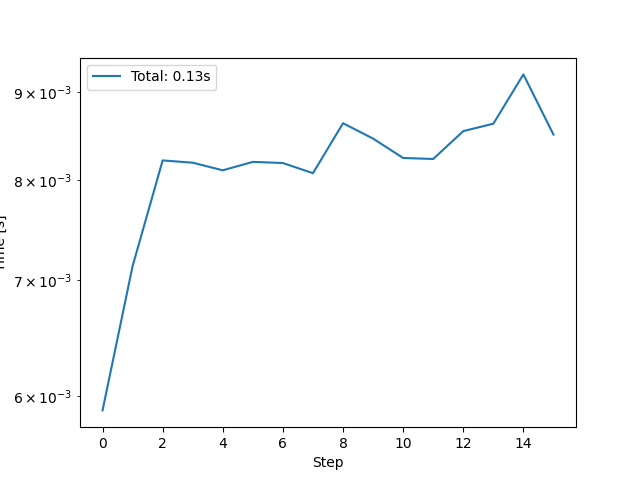 Total: 0.13s
9 × 10⁻³
8 × 10⁻³
7 × 10⁻³
6 × 10⁻³
[s]
0 2 4 6 8 10 12 14
Step